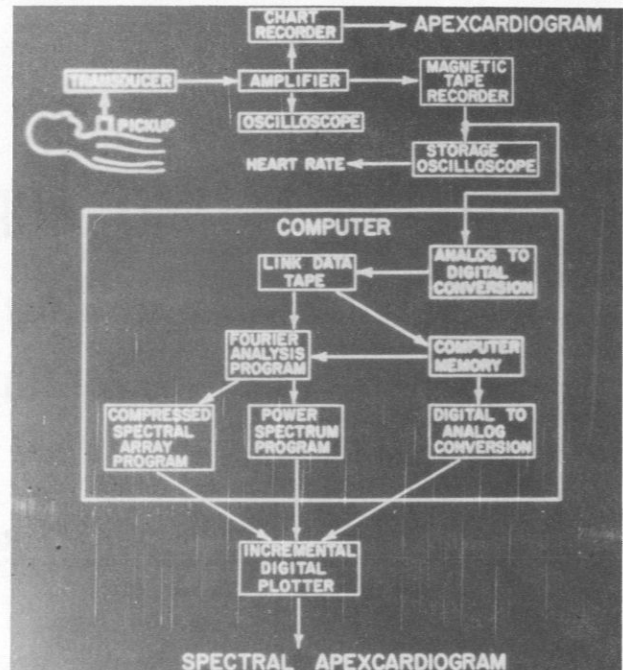 CHART
RECORDER
APEXCARDIOGRAM
TRANSDUCER
AMPLIFIER
MAGNETIC
TAPE
RECORDER
PICKUP
OSCILLOSCOPE
HEART RATE
STORAGE
OSCILLOSCOPE
COMPUTER
LINK DATA
TAPE
ANALOG TO
DIGITAL
CONVERSION
FOURIER
ANALYSIS
PROGRAM
COMPUTER
MEMORY
COMPRESSED
SPECTRAL
ARRAY
PROGRAM
POWER
SPECTRUM
PROGRAM
DIGITAL TO
ANALOG
CONVERSION
INCREMENTAL
DIGITAL
PLOTTER
SPECTRAL APEXCARDIOGRAM